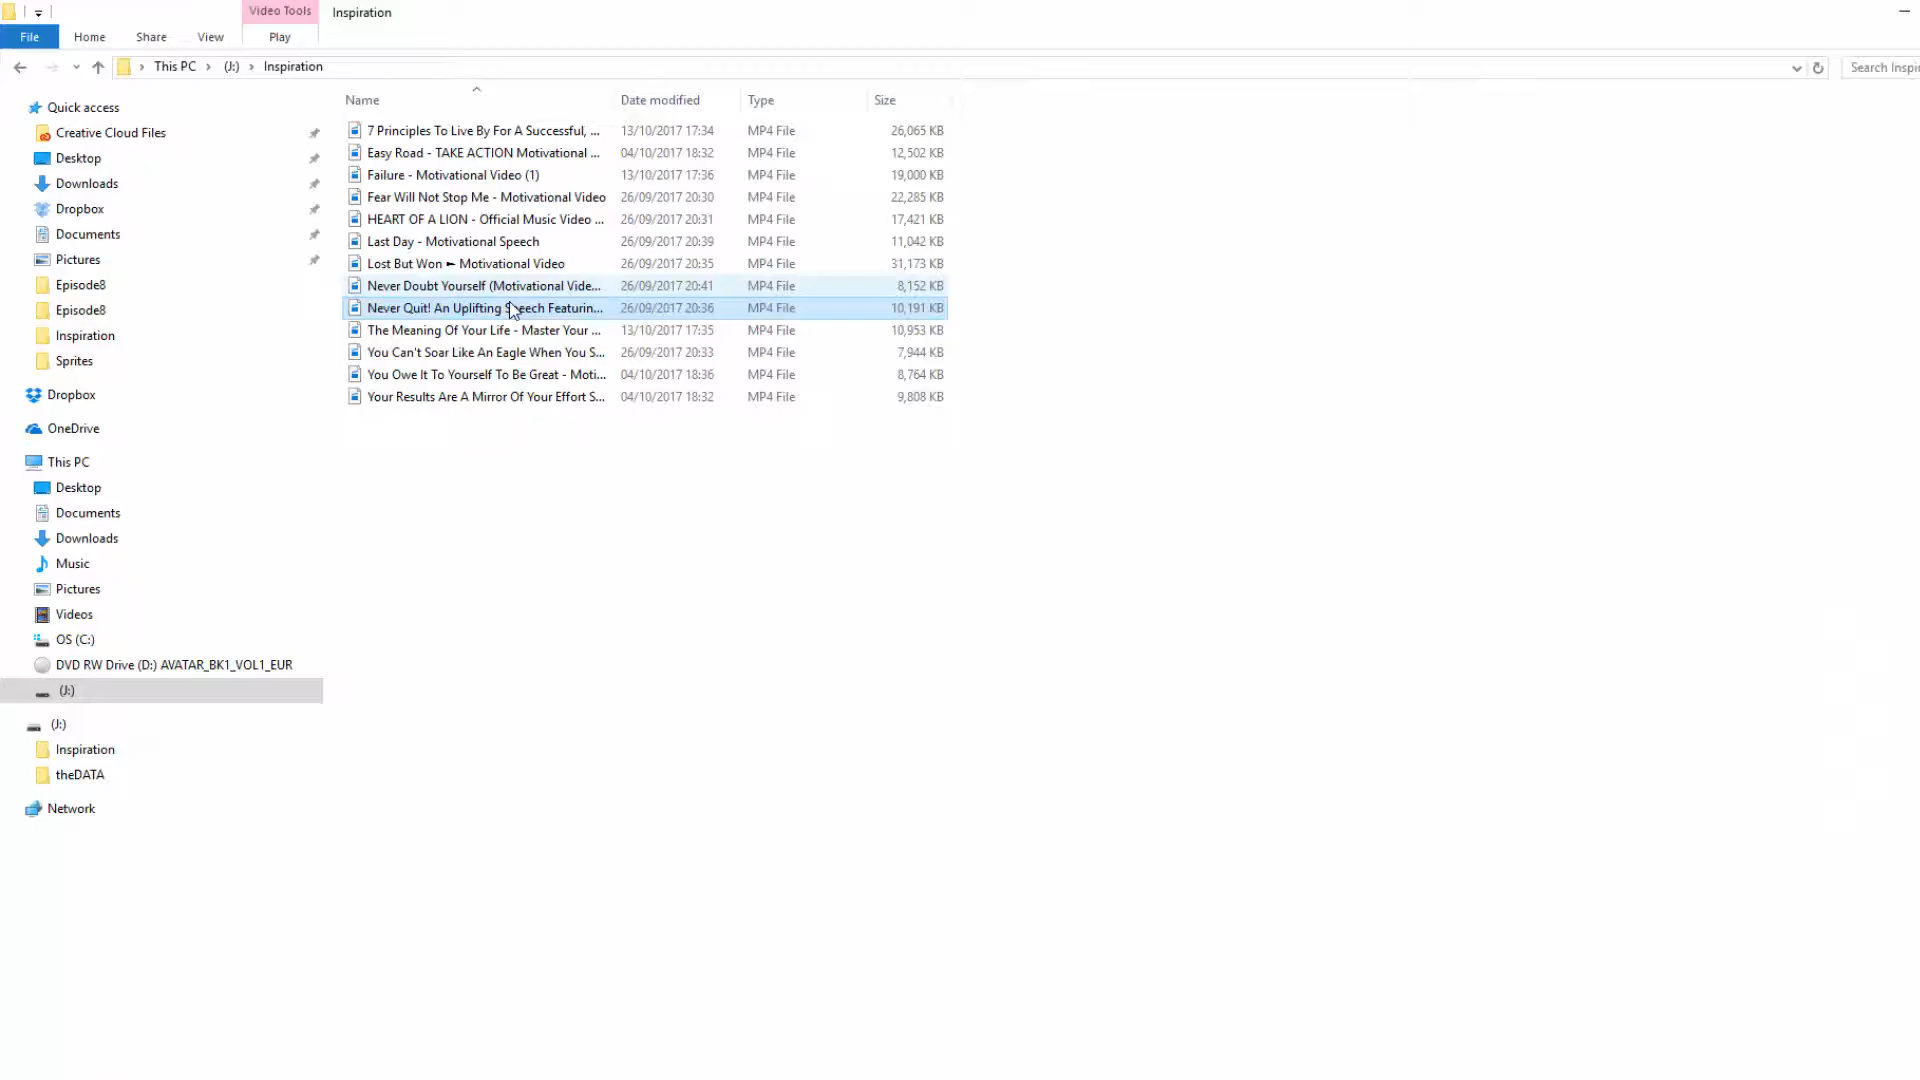 Video Tools
Inspiration
File
Home
Share
View
Play
This PC
(J:)
Inspiration
Search Inspir
Name
Date modified
Type
Size
Quick access
Creative Cloud Files
Desktop
Downloads
Dropbox
Documents
Pictures
Episode8
Episode8
Inspiration
Sprites
Dropbox
OneDrive
This PC
Desktop
Documents
Downloads
Music
Pictures
Videos
OS (C:)
DVD RW Drive (D:) AVATAR_BK1_VOL1_EUR
(J:)
(J:)
Inspiration
theDATA
Network
7 Principles To Live By For A Successful, ... 13/10/2017 17:34 MP4 File 26,065 KB
Easy Road - TAKE ACTION Motivational ... 04/10/2017 18:32 MP4 File 12,502 KB
Failure - Motivational Video (1) 13/10/2017 17:36 MP4 File 19,000 KB
Fear Will Not Stop Me - Motivational Video 26/09/2017 20:30 MP4 File 22,285 KB
HEART OF A LION - Official Music Video ... 26/09/2017 20:31 MP4 File 17,421 KB
Last Day - Motivational Speech 26/09/2017 20:39 MP4 File 11,042 KB
Lost But Won ► Motivational Video 26/09/2017 20:35 MP4 File 31,173 KB
Never Doubt Yourself (Motivational Vide... 26/09/2017 20:41 MP4 File 8,152 KB
Never Quit! An Uplifting Speech Featurin... 26/09/2017 20:36 MP4 File 10,191 KB
The Meaning Of Your Life - Master Your ... 13/10/2017 17:35 MP4 File 10,953 KB
You Can't Soar Like An Eagle When You S... 26/09/2017 20:33 MP4 File 7,944 KB
You Owe It To Yourself To Be Great - Moti... 04/10/2017 18:36 MP4 File 8,764 KB
Your Results Are A Mirror Of Your Effort S... 04/10/2017 18:32 MP4 File 9,808 KB